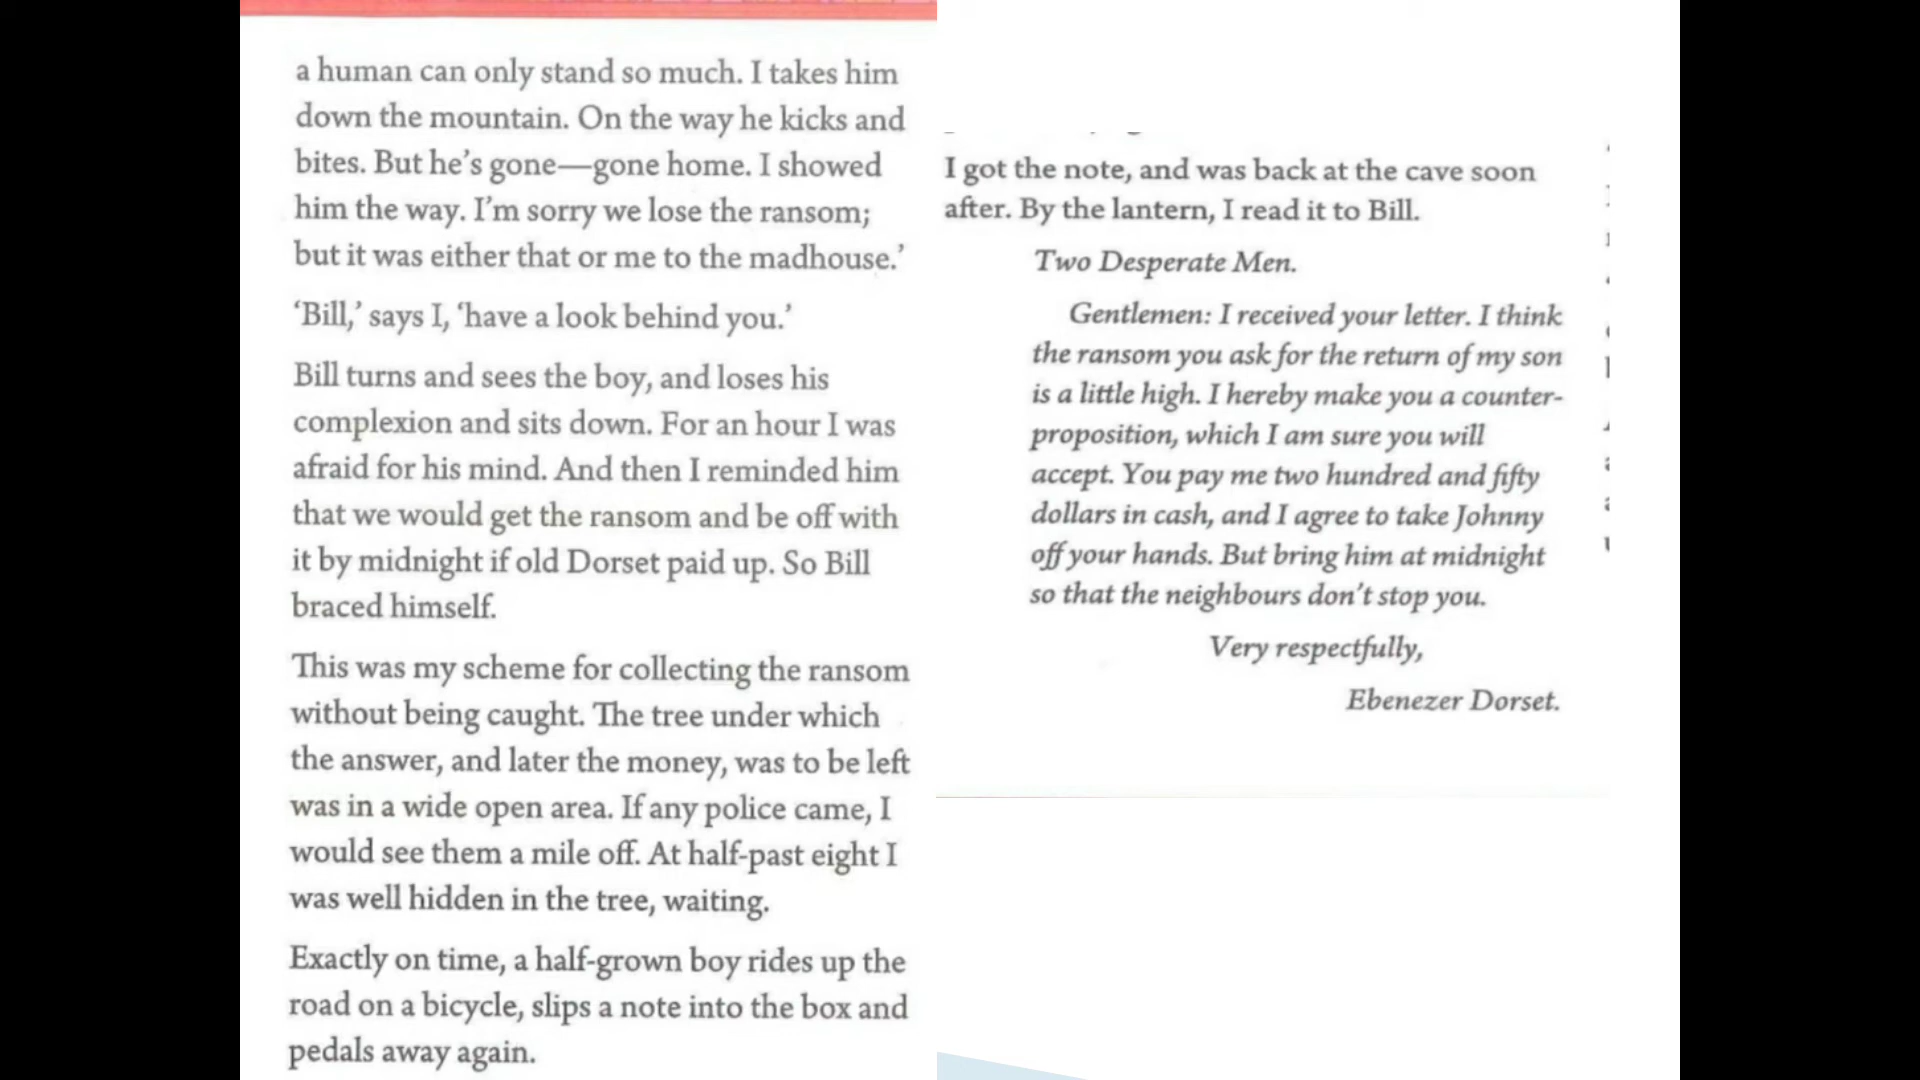 a human can only stand so much. I takes him
down the mountain. On the way he kicks and
bites. But he's gone—gone home. I showed
him the way. I'm sorry we lose the ransom;
but it was either that or me to the madhouse.’
‘Bill,’ says I, ‘have a look behind you.’
Bill turns and sees the boy, and loses his
complexion and sits down. For an hour I was
afraid for his mind. And then I reminded him
that we would get the ransom and be off with
it by midnight if old Dorset paid up. So Bill
braced himself.
This was my scheme for collecting the ransom
without being caught. The tree under which
the answer, and later the money, was to be left
was in a wide open area. If any police came, I
would see them a mile off. At half-past eight I
was well hidden in the tree, waiting.
Exactly on time, a half-grown boy rides up the
road on a bicycle, slips a note into the box and
pedals away again.
I got the note, and was back at the cave soon
after. By the lantern, I read it to Bill.
Two Desperate Men.
Gentlemen: I received your letter. I think
the ransom you ask for the return of my son
is a little high. I hereby make you a counter-
proposition, which I am sure you will
accept. You pay me two hundred and fifty
dollars in cash, and I agree to take Johnny
off your hands. But bring him at midnight
so that the neighbours don't stop you.
Very respectfully,
Ebenezer Dorset.